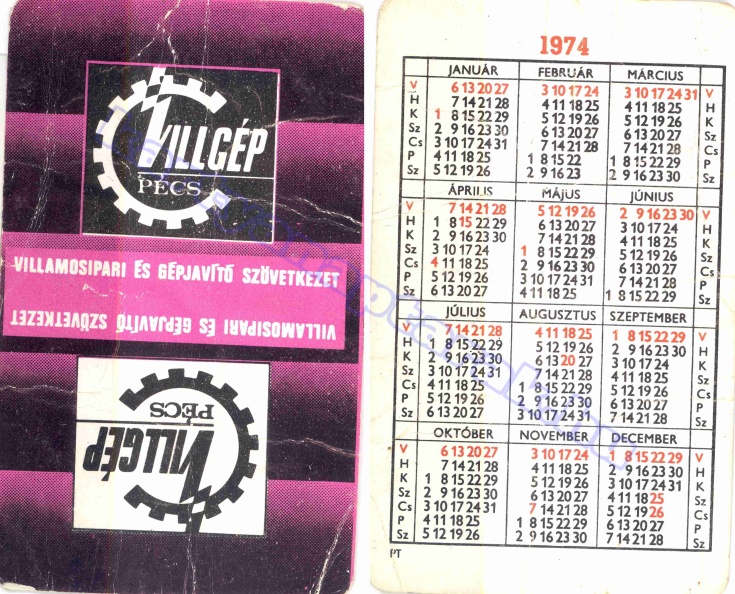 VILLGÉP
PÉCS
VILLAMOSIPARI ÉS GÉPJAVÍTÓ SZÖVETKEZET
VILLAMOSIPARI ÉS GÉPJAVÍTÓ SZÖVETKEZET
PÉCS
VILLGÉP
1974
JANUÁR FEBRUÁR MÁRCIUS
V 6 13 20 27 3 10 17 24 3 10 17 24 31 V
H 7 14 21 28 4 11 18 25 4 11 18 25 H
K 1 8 15 22 29 5 12 19 26 5 12 19 26 K
Sz 2 9 16 23 30 6 13 20 27 6 13 20 27 Sz
Cs 3 10 17 24 31 7 14 21 28 7 14 21 28 Cs
P 4 11 18 25 1 8 15 22 1 8 15 22 29 P
Sz 5 12 19 26 2 9 16 23 2 9 16 23 30 Sz
ÁPRILIS MÁJUS JÚNIUS
V 7 14 21 28 5 12 19 26 2 9 16 23 30 V
H 1 8 15 22 29 6 13 20 27 3 10 17 24 H
K 2 9 16 23 30 7 14 21 28 4 11 18 25 K
Sz 3 10 17 24 1 8 15 22 29 5 12 19 26 Sz
Cs 4 11 18 25 2 9 16 23 30 6 13 20 27 Cs
P 5 12 19 26 3 10 17 24 31 7 14 21 28 P
Sz 6 13 20 27 4 11 18 25 1 8 15 22 29 Sz
JÚLIUS AUGUSZTUS SZEPTEMBER
V 7 14 21 28 4 11 18 25 1 8 15 22 29 V
H 1 8 15 22 29 5 12 19 26 2 9 16 23 30 H
K 2 9 16 23 30 6 13 20 27 3 10 17 24 K
Sz 3 10 17 24 31 7 14 21 28 4 11 18 25 Sz
Cs 4 11 18 25 1 8 15 22 29 5 12 19 26 Cs
P 5 12 19 26 2 9 16 23 30 6 13 20 27 P
Sz 6 13 20 27 3 10 17 24 31 7 14 21 28 Sz
OKTÓBER NOVEMBER DECEMBER
V 6 13 20 27 3 10 17 24 1 8 15 22 29 V
H 7 14 21 28 4 11 18 25 2 9 16 23 30 H
K 1 8 15 22 29 5 12 19 26 3 10 17 24 31 K
Sz 2 9 16 23 30 6 13 20 27 4 11 18 25 Sz
Cs 3 10 17 24 31 7 14 21 28 5 12 19 26 Cs
P 4 11 18 25 1 8 15 22 29 6 13 20 27 P
Sz 5 12 19 26 2 9 16 23 30 7 14 21 28 Sz
PT